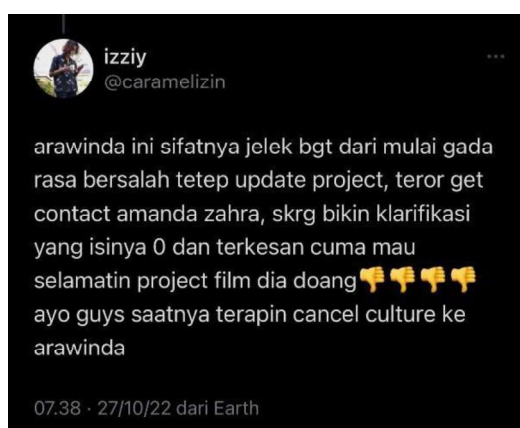 izziy
@caramelizin
arawinda ini sifatnya jelek bgt dari mulai gada
rasa bersalah tetep update project, teror get
contact amanda zahra, skrg bikin klarifikasi
yang isinya 0 dan terkesan cuma mau
selamatin project film dia doang👎👎👎👎
ayo guys saatnya terapin cancel culture ke
arawinda
07.38 · 27/10/22 dari Earth